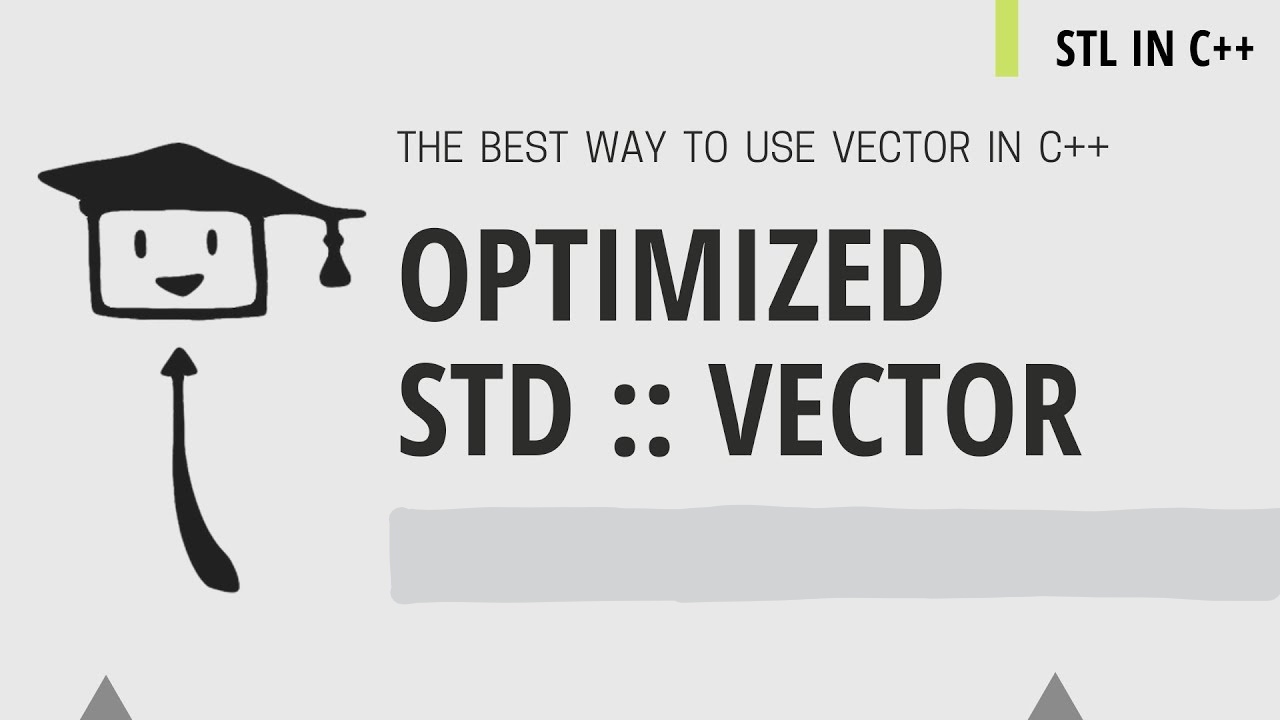 STL IN C++
THE BEST WAY TO USE VECTOR IN C++
OPTIMIZED
STD :: VECTOR